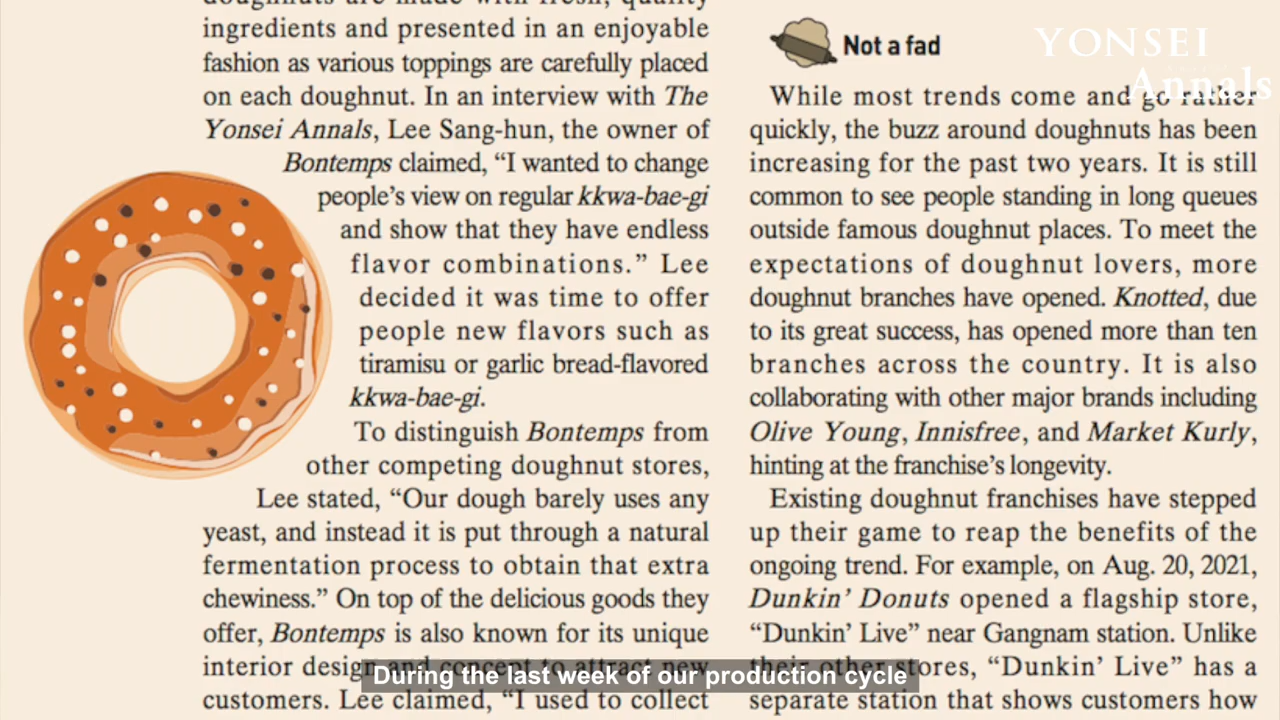 doughnuts are made with fresh, quality
ingredients and presented in an enjoyable
fashion as various toppings are carefully placed
on each doughnut. In an interview with The
Yonsei Annals, Lee Sang-hun, the owner of
Bontemps claimed, “I wanted to change
people’s view on regular kkwa-bae-gi
and show that they have endless
flavor combinations.” Lee
decided it was time to offer
people new flavors such as
tiramisu or garlic bread-flavored
kkwa-bae-gi.
To distinguish Bontemps from
other competing doughnut stores,
Lee stated, “Our dough barely uses any
yeast, and instead it is put through a natural
fermentation process to obtain that extra
chewiness.” On top of the delicious goods they
offer, Bontemps is also known for its unique
interior design and concept to attract new
customers. Lee claimed, “I used to collect
Not a fad
While most trends come and go rather
quickly, the buzz around doughnuts has been
increasing for the past two years. It is still
common to see people standing in long queues
outside famous doughnut places. To meet the
expectations of doughnut lovers, more
doughnut branches have opened. Knotted, due
to its great success, has opened more than ten
branches across the country. It is also
collaborating with other major brands including
Olive Young, Innisfree, and Market Kurly,
hinting at the franchise’s longevity.
Existing doughnut franchises have stepped
up their game to reap the benefits of the
ongoing trend. For example, on Aug. 20, 2021,
Dunkin’ Donuts opened a flagship store,
“Dunkin’ Live” near Gangnam station. Unlike
their other stores, “Dunkin’ Live” has a
separate station that shows customers how
YONSEI
Annals
During the last week of our production cycle